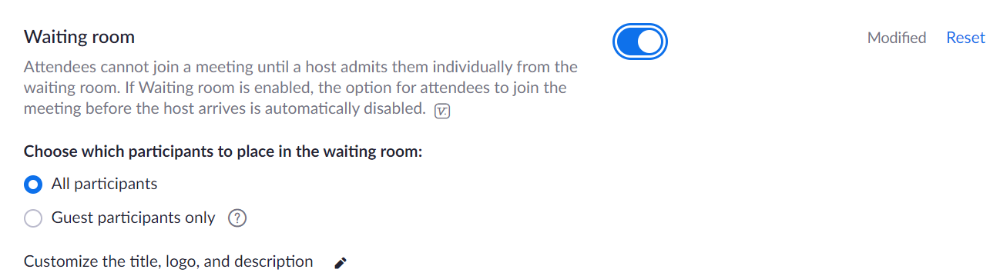 Waiting room
Modified Reset
Attendees cannot join a meeting until a host admits them individually from the
waiting room. If Waiting room is enabled, the option for attendees to join the
meeting before the host arrives is automatically disabled. V.
Choose which participants to place in the waiting room:
All participants
Guest participants only ?
Customize the title, logo, and description